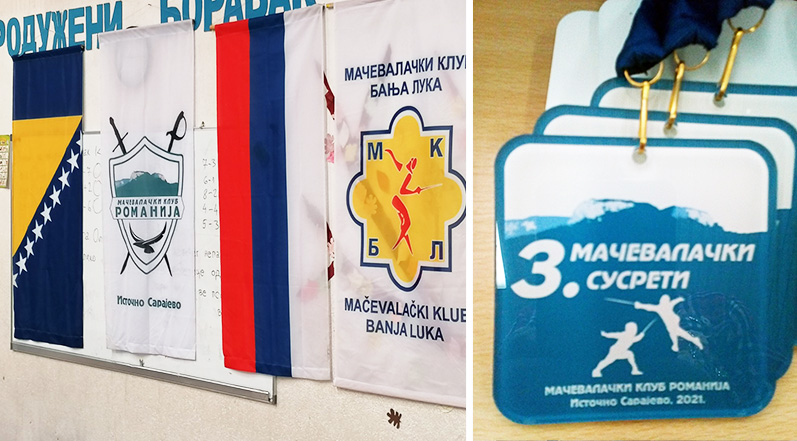 РОДУЖЕНИ БОРАВАК
МАЧЕВАЛАЧКИ КЛУБ
РОМАНИЈА
Источно Сарајево
МАЧЕВАЛАЧКИ КЛУБ
БАЊА ЛУКА
М К
Б Л
MAČEVALAČKI KLUB
BANJA LUKA
3. МАЧЕВАЛАЧКИ
СУСРЕТИ
МАЧЕВАЛАЧКИ КЛУБ РОМАНИЈА
Источно Сарајево, 2021.